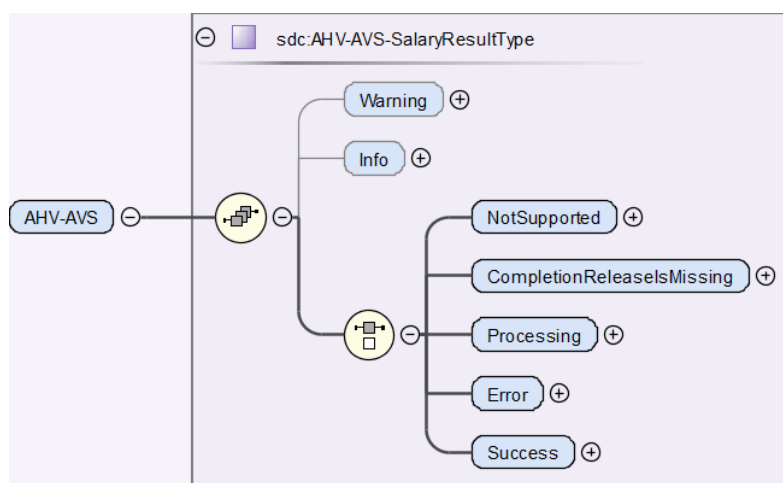 sdc:AHV-AVS-SalaryResultType
Warning
Info
AHV-AVS
NotSupported
CompletionReleaseIsMissing
Processing
Error
Success